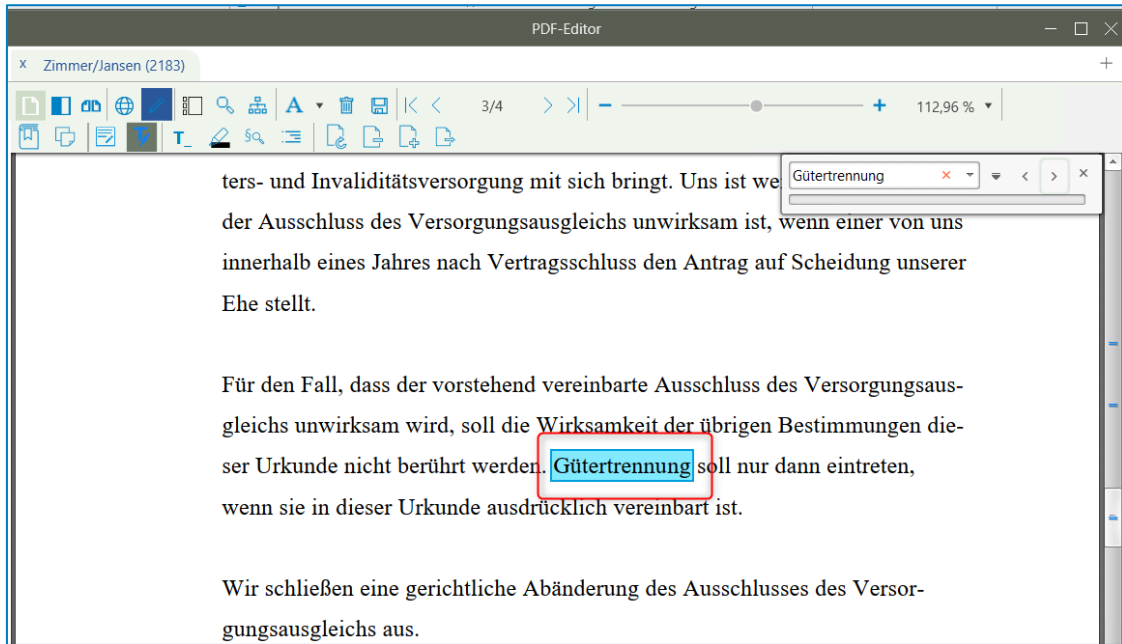 PDF-Editor
x Zimmer/Jansen (2183)
3/4
112,96 %
Gütertrennung
ters- und Invaliditätsversorgung mit sich bringt. Uns ist we
der Ausschluss des Versorgungsausgleichs unwirksam ist, wenn einer von uns
innerhalb eines Jahres nach Vertragsschluss den Antrag auf Scheidung unserer
Ehe stellt.
Für den Fall, dass der vorstehend vereinbarte Ausschluss des Versorgungsaus-
gleichs unwirksam wird, soll die Wirksamkeit der übrigen Bestimmungen die-
ser Urkunde nicht berührt werden. Gütertrennung soll nur dann eintreten,
wenn sie in dieser Urkunde ausdrücklich vereinbart ist.
Wir schließen eine gerichtliche Abänderung des Ausschlusses des Versor-
gungsausgleichs aus.